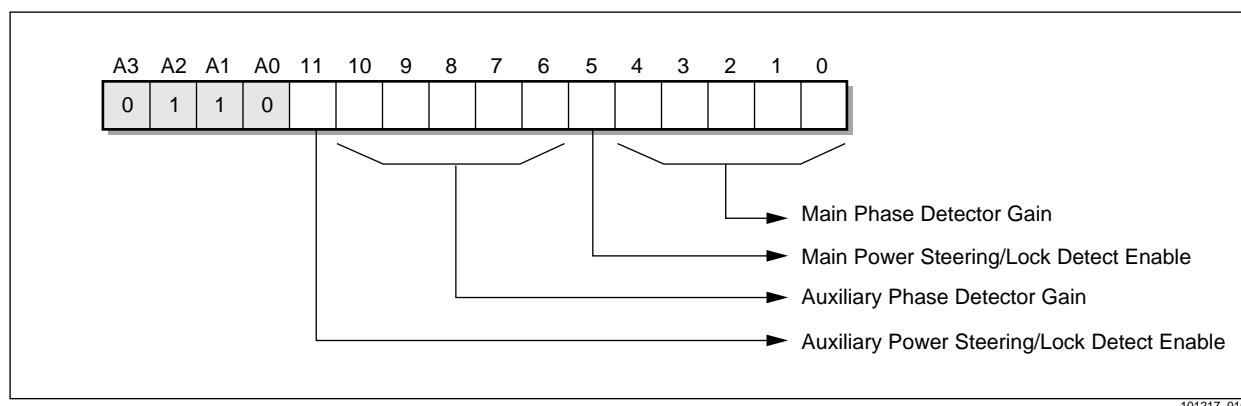 A3 A2 A1 A0 11 10 9 8 7 6 5 4 3 2 1 0
0 1 1 0
Main Phase Detector Gain
Main Power Steering/Lock Detect Enable
Auxiliary Phase Detector Gain
Auxiliary Power Steering/Lock Detect Enable